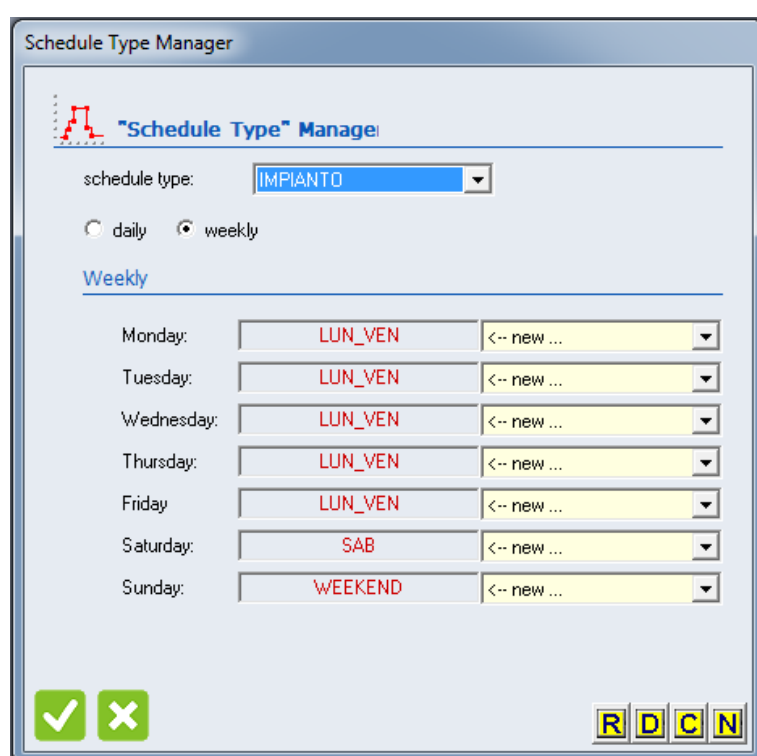 Schedule Type Manager
"Schedule Type" Manage
schedule type: IMPIANTO
daily weekly
Weekly
Monday: LUN_VEN <-- new ...
Tuesday: LUN_VEN <-- new ...
Wednesday: LUN_VEN <-- new ...
Thursday: LUN_VEN <-- new ...
Friday LUN_VEN <-- new ...
Saturday: SAB <-- new ...
Sunday: WEEKEND <-- new ...
R D C N